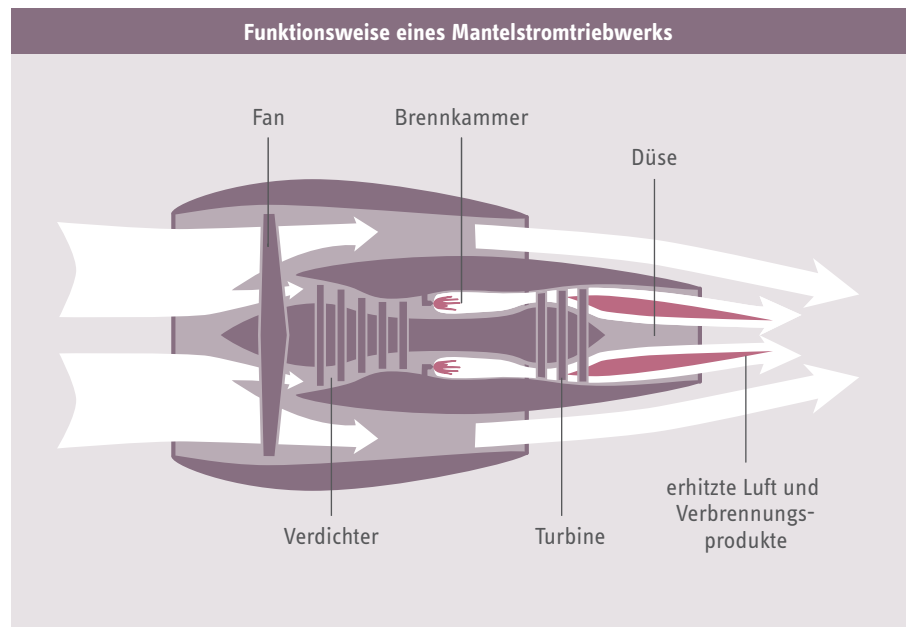 Funktionsweise eines Mantelstromtriebwerks
Fan
Brennkammer
Düse
Verdichter
Turbine
erhitzte Luft und
Verbrennungs-
produkte